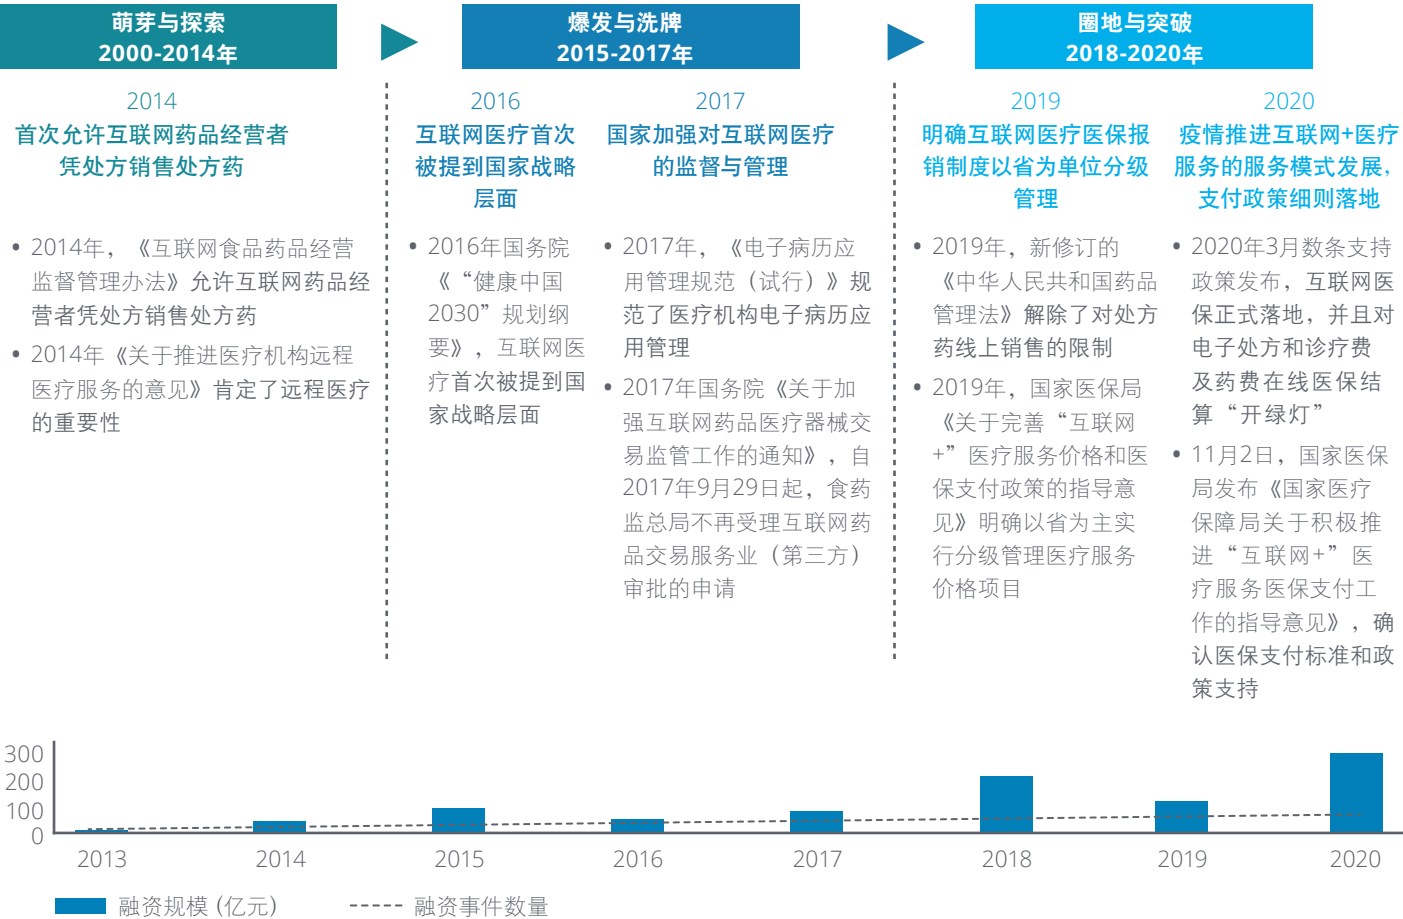 萌芽与探索
2000-2014年
爆发与洗牌
2015-2017年
圈地与突破
2018-2020年
2014
首次允许互联网药品经营者
凭处方销售处方药
• 2014年，《互联网食品药品经营
监督管理办法》允许互联网药品经
营者凭处方销售处方药
• 2014年《关于推进医疗机构远程
医疗服务的意见》肯定了远程医疗
的重要性
2016
互联网医疗首次
被提到国家战略
层面
• 2016年国务院
《“健康中国
2030”规划纲
要》，互联网医
疗首次被提到国
家战略层面
2017
国家加强对互联网医疗
的监督与管理
• 2017年，《电子病历应
用管理规范（试行）》规
范了医疗机构电子病历应
用管理
• 2017年国务院《关于加
强互联网药品医疗器械交
易监管工作的通知》，自
2017年9月29日起，食药
监总局不再受理互联网药
品交易服务业（第三方）
审批的申请
2019
明确互联网医疗医保报
销制度以省为单位分级
管理
• 2019年，新修订的
《中华人民共和国药品
管理法》解除了对处方
药线上销售的限制
• 2019年，国家医保局
《关于完善“互联网
+”医疗服务价格和医
保支付政策的指导意
见》明确以省为主实
行分级管理医疗服务
价格项目
2020
疫情推进互联网+医疗
服务的服务模式发展，
支付政策细则落地
• 2020年3月数条支持
政策发布，互联网医
保正式落地，并且对
电子处方和诊疗费
及药费在线医保结
算“开绿灯”
• 11月2日，国家医保
局发布《国家医疗
保障局关于积极推
进“互联网+”医
疗服务医保支付工
作的指导意见》，确
认医保支付标准和政
策支持
300
200
100
0
2013 2014 2015 2016 2017 2018 2019 2020
融资规模 (亿元) 融资事件数量